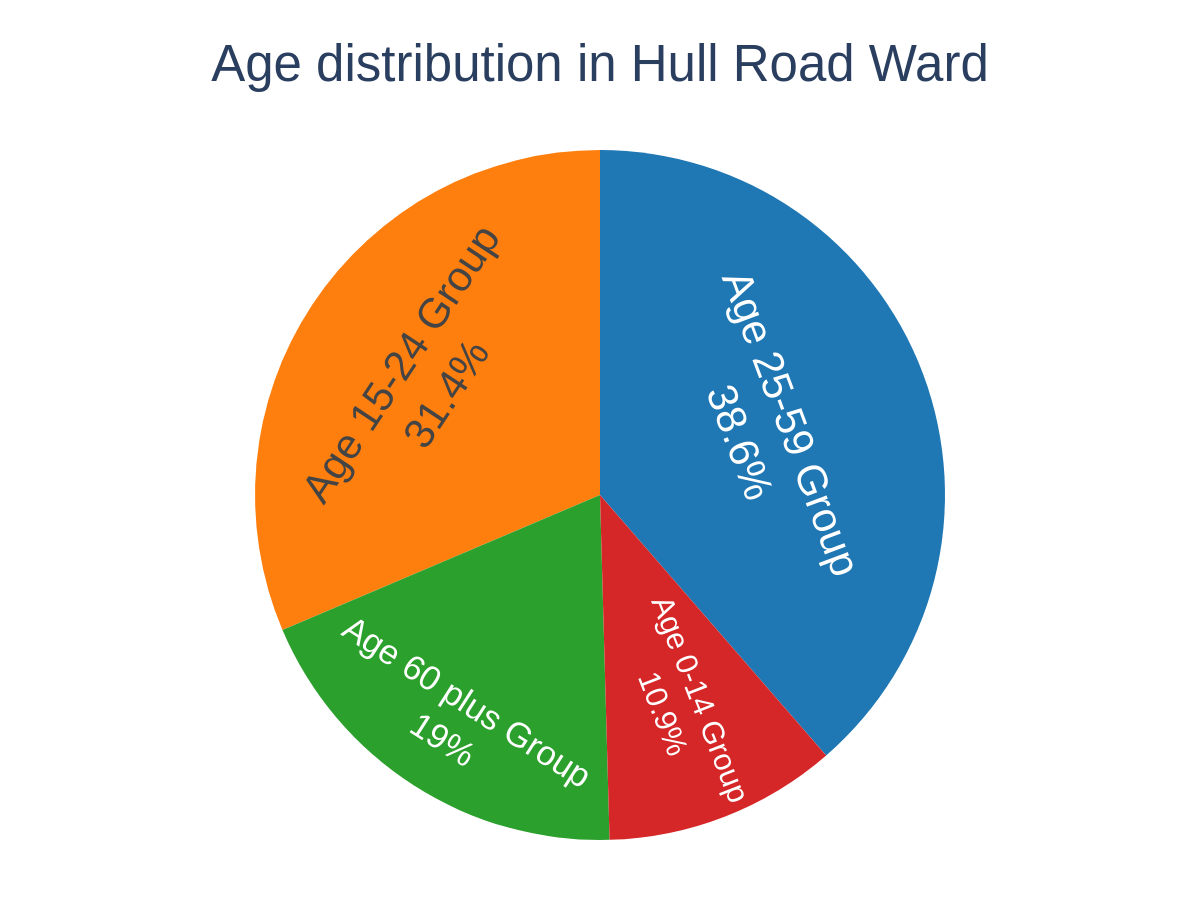 Age distribution in Hull Road Ward
Age 25-59 Group
38.6%
Age 15-24 Group
31.4%
Age 60 plus Group
19%
Age 0-14 Group
10.9%